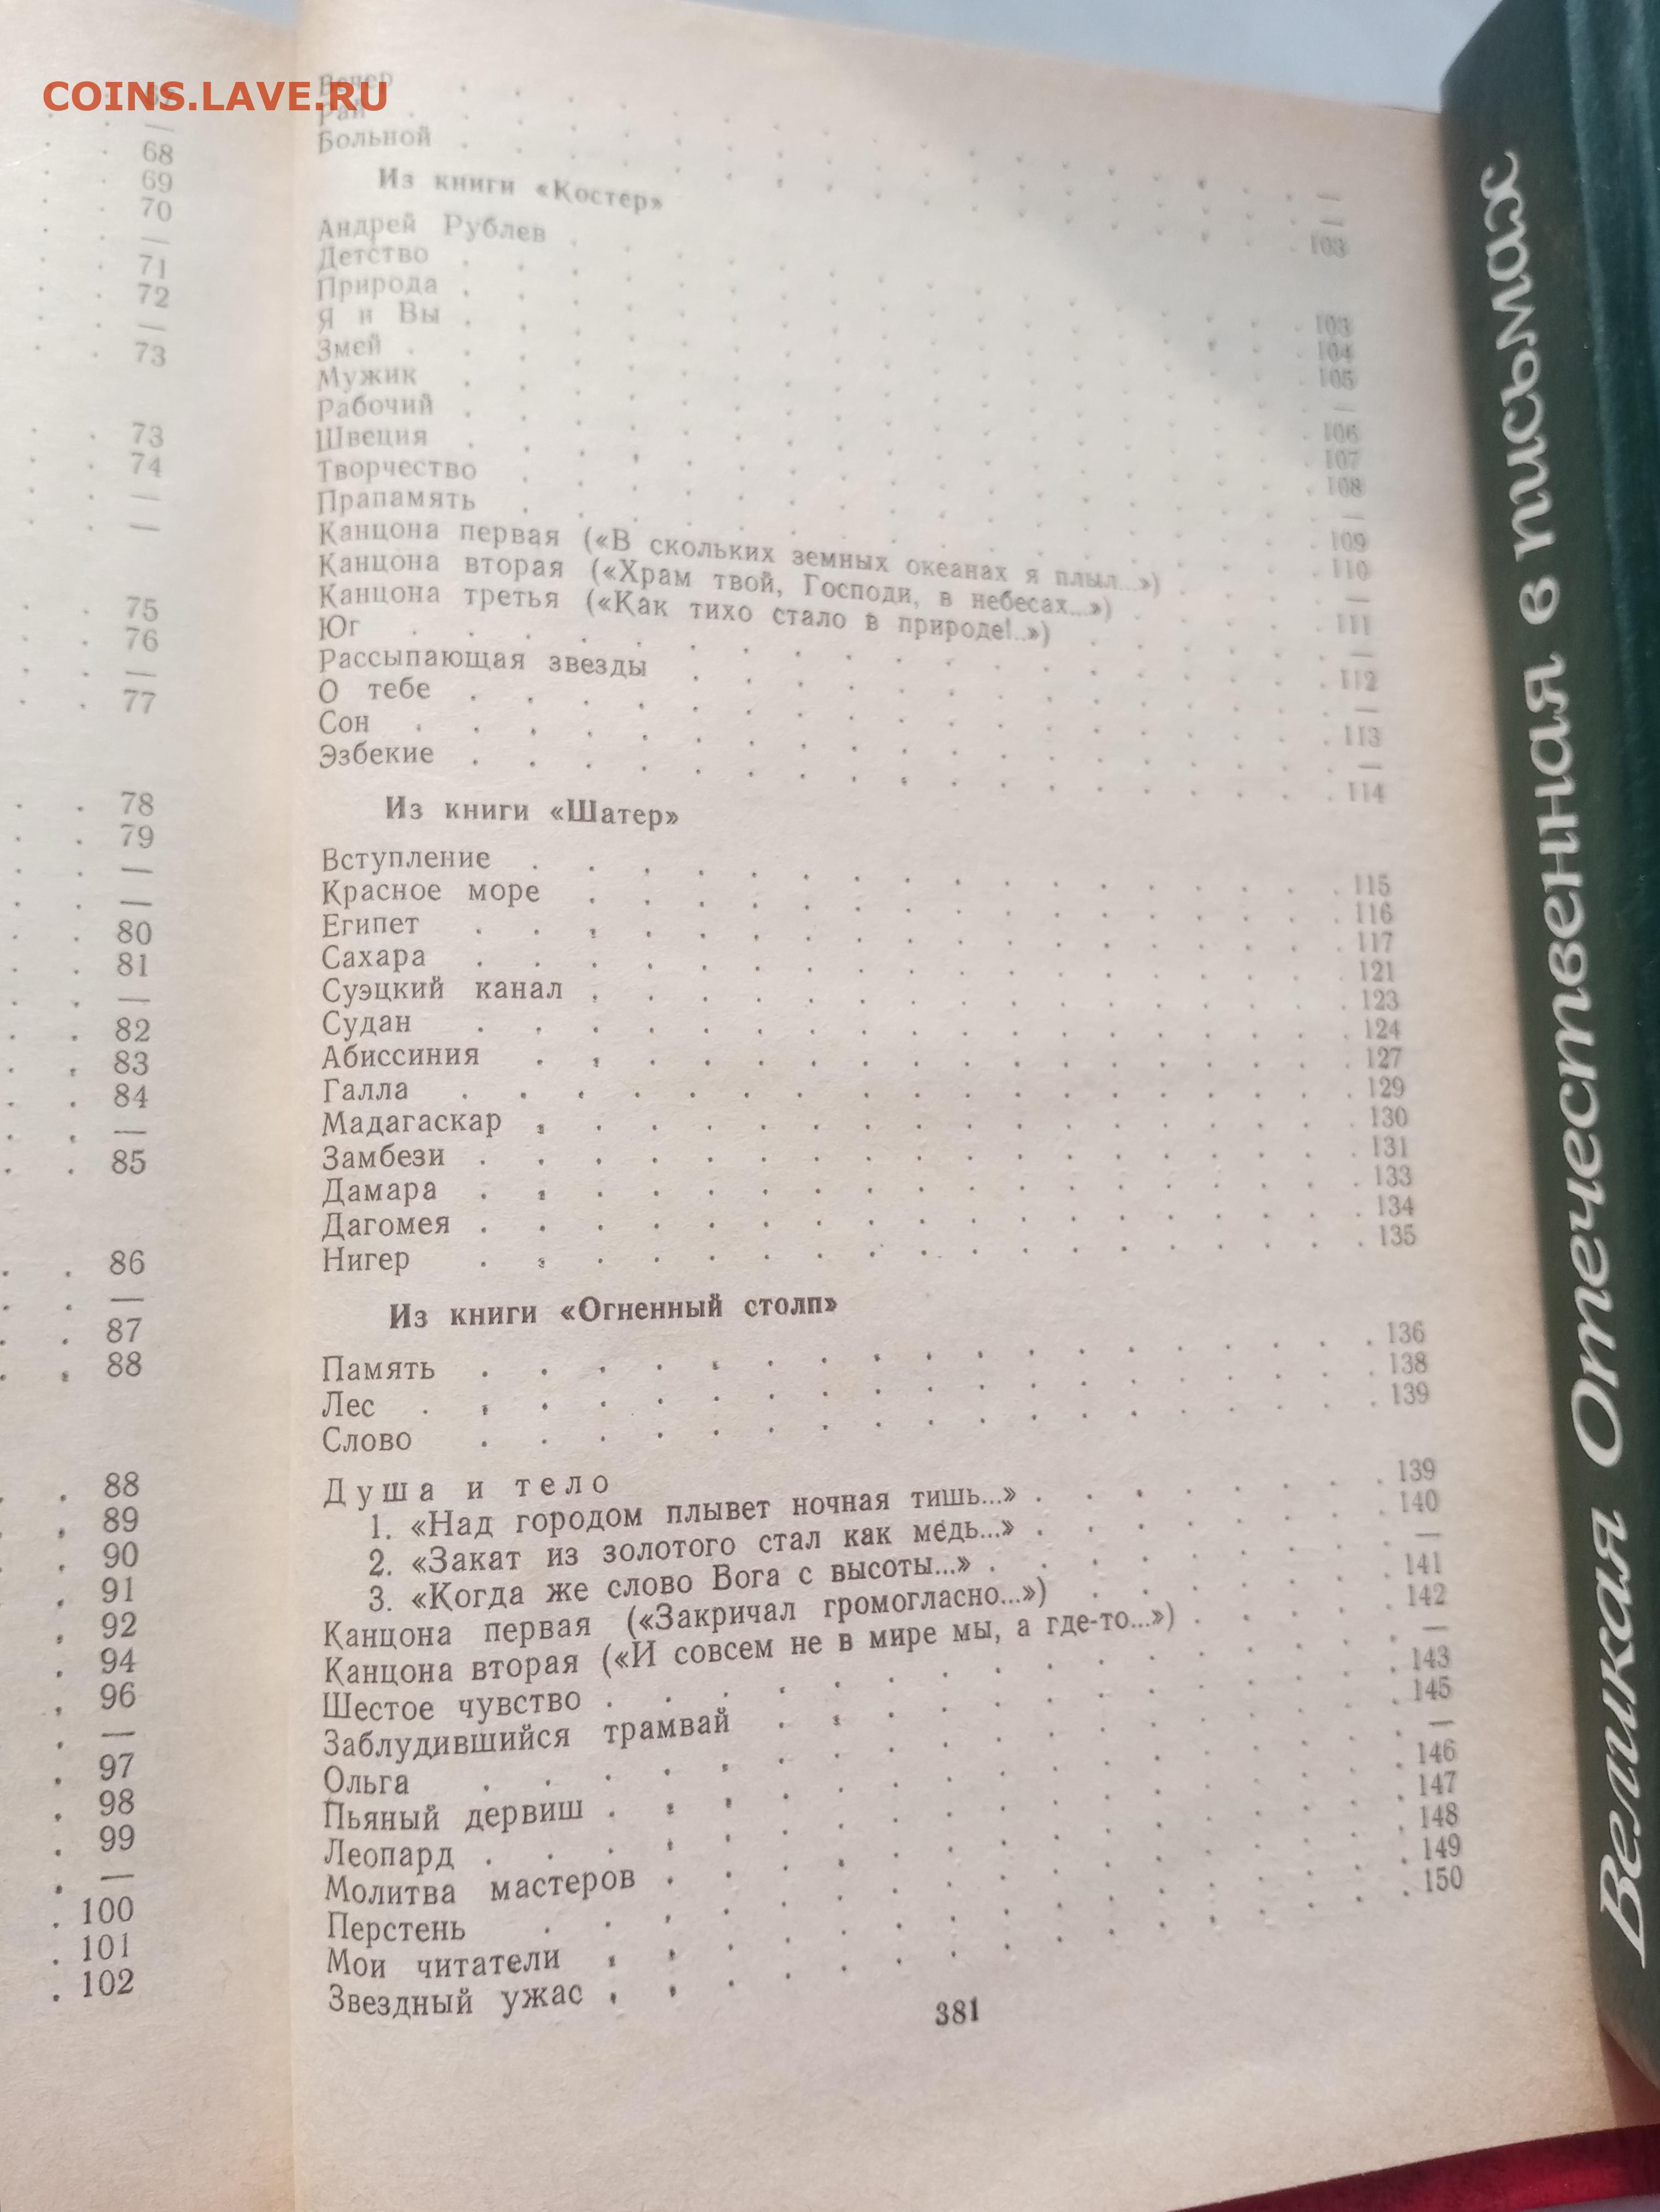 COINS.LAVE.RU
68
69
70
—
71
72
—
73
73
74
—
—
75
76
—
77
78
79
—
—
80
81
—
82
83
84
—
85
86
—
87
88
88
89
90
91
92
94
96
—
97
98
99
—
100
101
102
Вечер —
Рай —
Больной 103
Из книги «Костер»
Андрей Рублев 103
Детство 104
Природа 105
Я и Вы —
Змей 106
Мужик 107
Рабочий 108
Швеция —
Творчество 109
Прапамять 110
Канцона первая («В скольких земных океанах я плыл...») —
Канцона вторая («Храм твой, Господи, в небесах...») 111
Канцона третья («Как тихо стало в природе!..») —
Юг 112
Рассыпающая звезды —
О тебе 113
Сон —
Эзбекие 114
Из книги «Шатер»
Вступление 115
Красное море 116
Египет 117
Сахара 121
Суэцкий канал 123
Судан 124
Абиссиния 127
Галла 129
Мадагаскар 130
Замбези 131
Дамара 133
Дагомея 134
Нигер 135
Из книги «Огненный столп»
Память 136
Лес 138
Слово 139
Душа и тело
1. «Над городом плывет ночная тишь...» 139
2. «Закат из золотого стал как медь...» 140
3. «Когда же слово Бога с высоты...» —
Канцона первая («Закричал громогласно...») 141
Канцона вторая («И совсем не в мире мы, а где-то...») 142
Шестое чувство —
Заблудившийся трамвай 143
Ольга 145
Пьяный дервиш —
Леопард 146
Молитва мастеров 147
Перстень 148
Мои читатели 149
Звездный ужас 150
381
Великая Отечественная в письмах